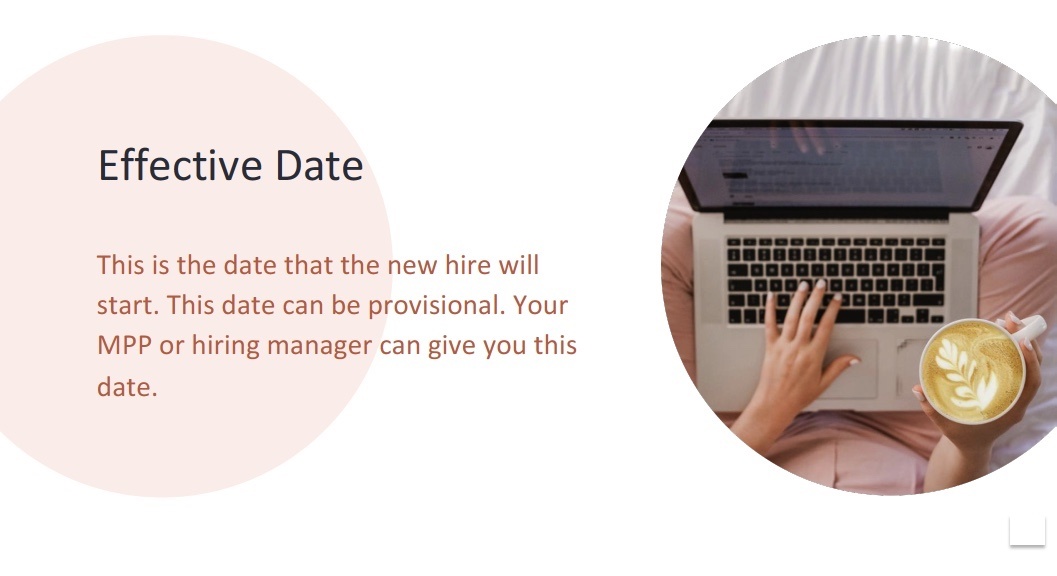 Effective Date
This is the date that the new hire will
start. This date can be provisional. Your
MPP or hiring manager can give you this
date.